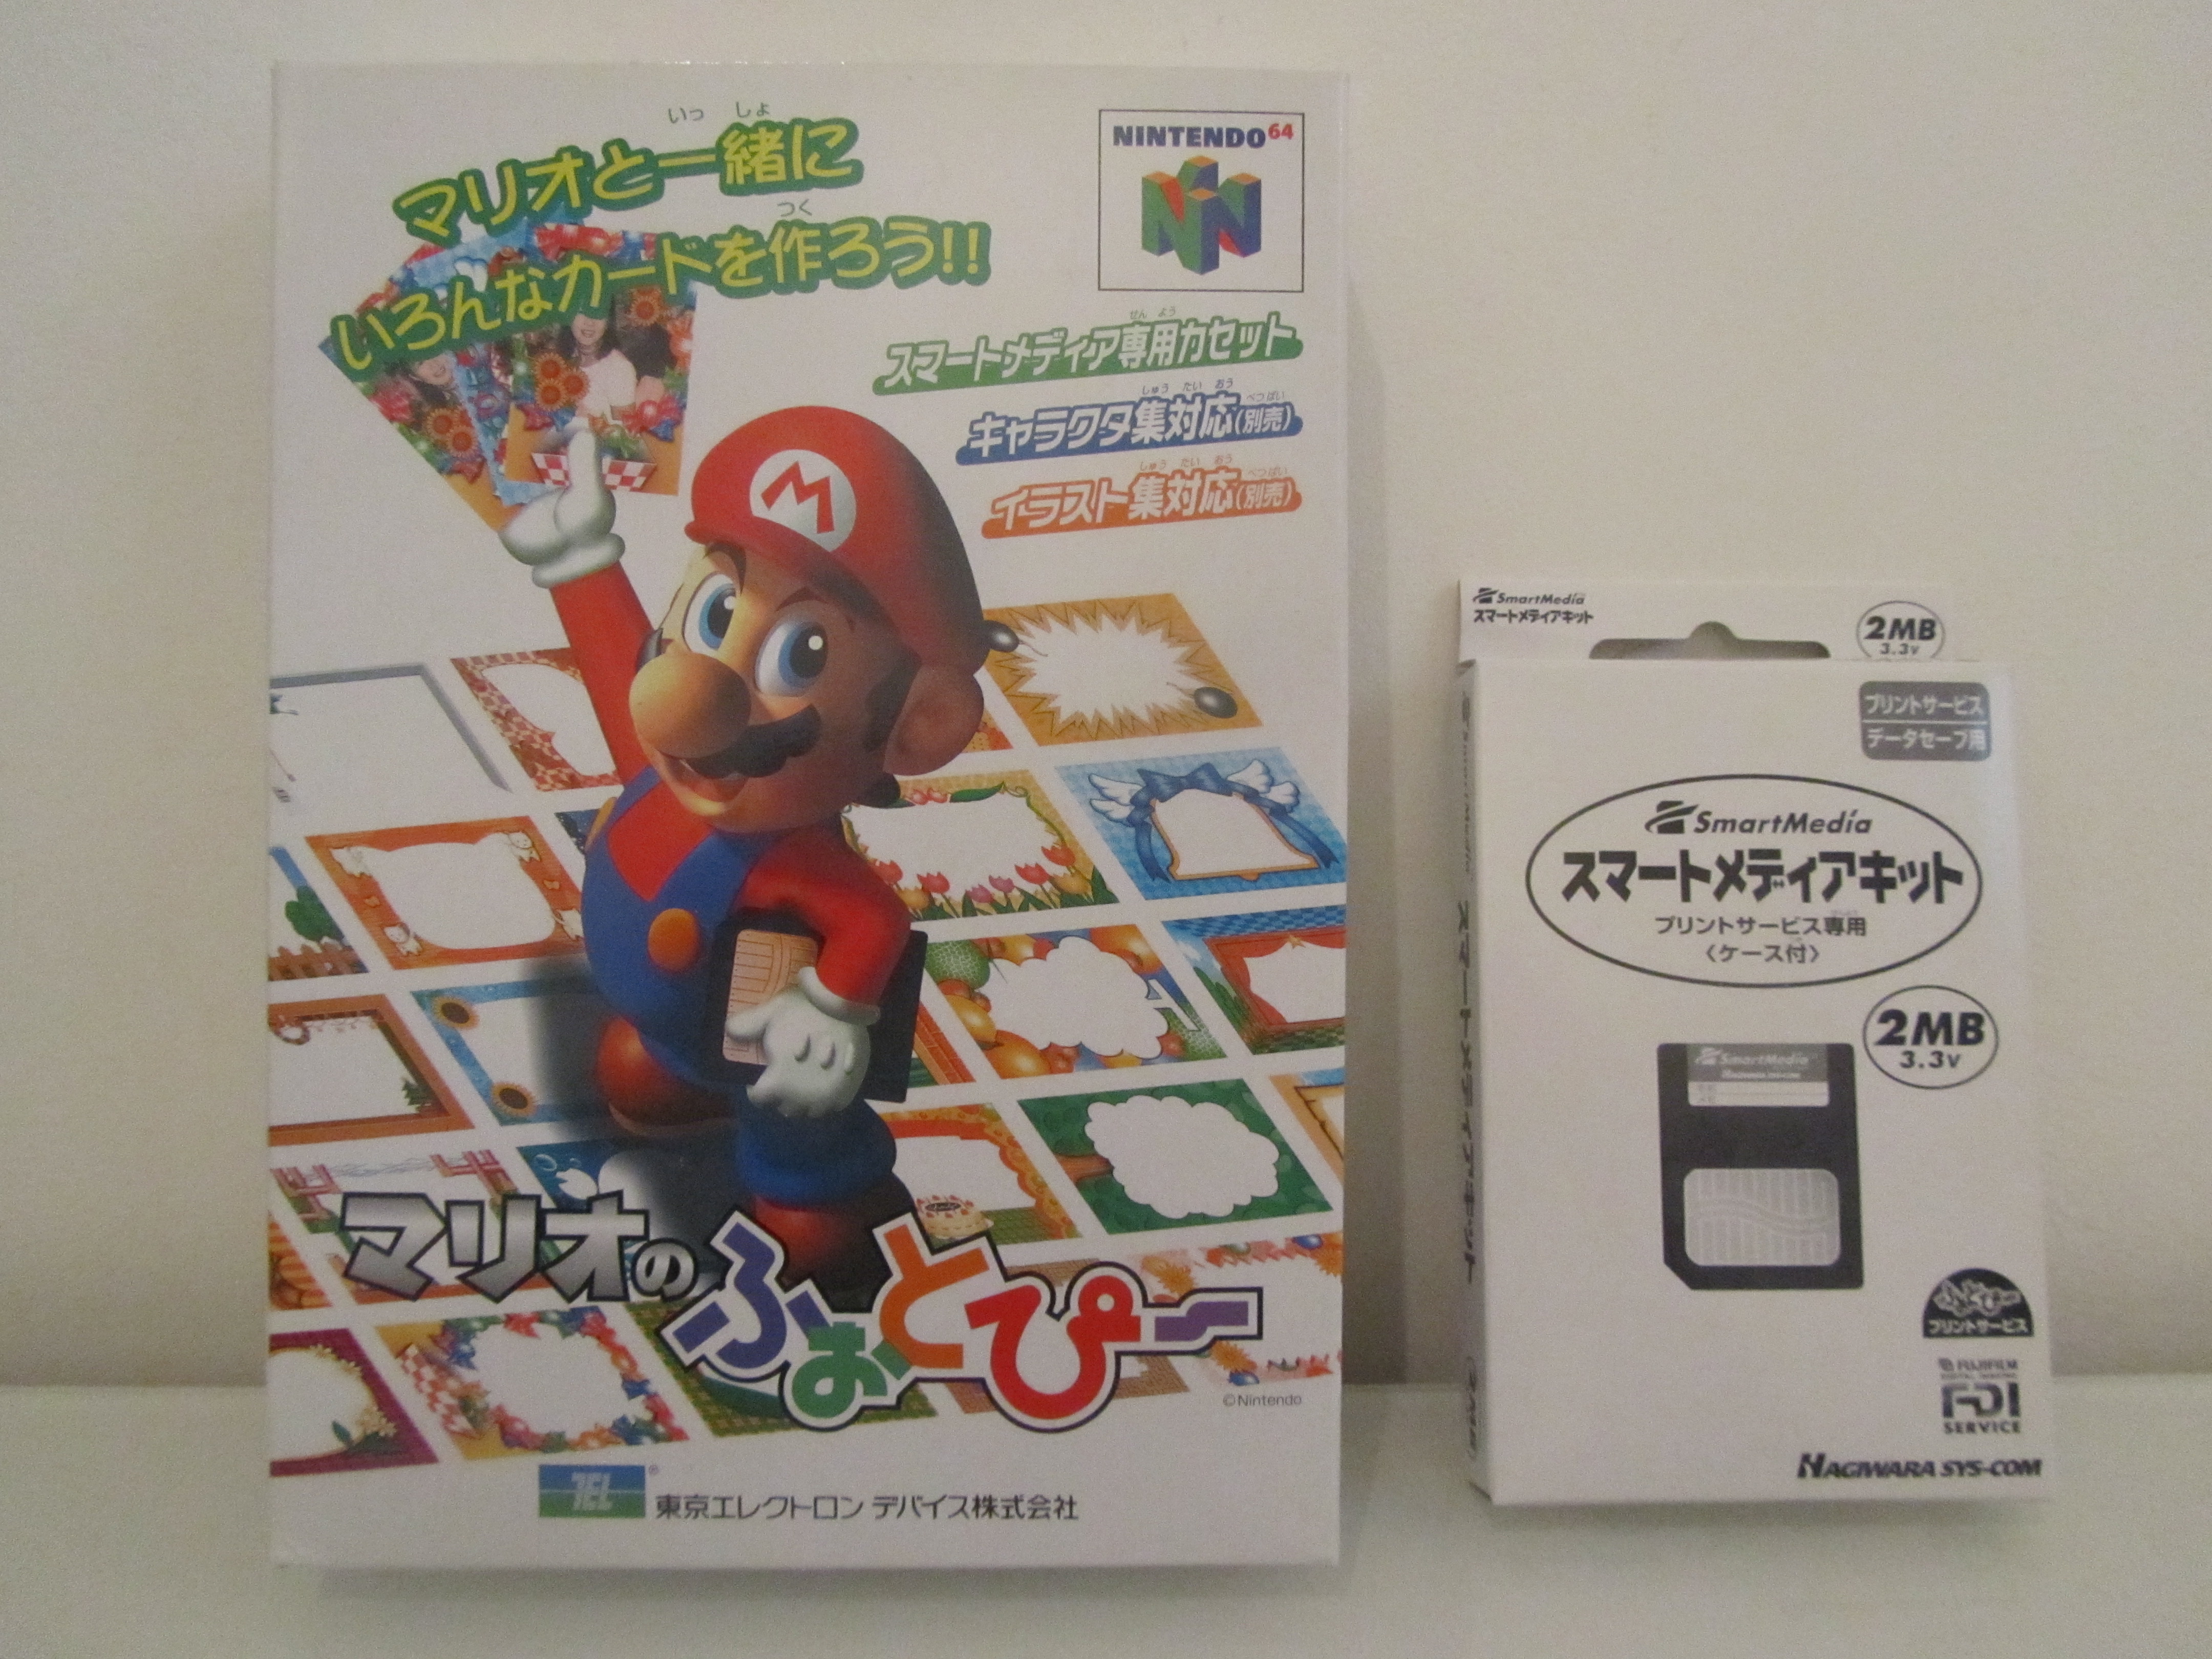 いっしょ
マリオと一緒に
つく
いろんなカードを作ろう!!
NINTENDO64
せんよう
スマートメディア専用カセット
しゅうたいおう べつばい
キャラクタ集対応(別売)
しゅうたいおう べつばい
イラスト集対応(別売)
M
マリオの
ふぉとぴー
©Nintendo
TEL®
東京エレクトロン デバイス株式会社
SmartMedia
スマートメディアキット
2MB
3.3V
プリントサービス
データセーブ用
SmartMedia
スマートメディアキット
プリントサービス専用
〈ケース付〉
2MB
3.3V
SmartMedia
HAGIWARA SYS-COM
スマートメディアキット
ふぉとぴー
プリントサービス
FUJIFILM
DIGITAL IMAGING
FDI
SERVICE
HAGIWARA SYS-COM